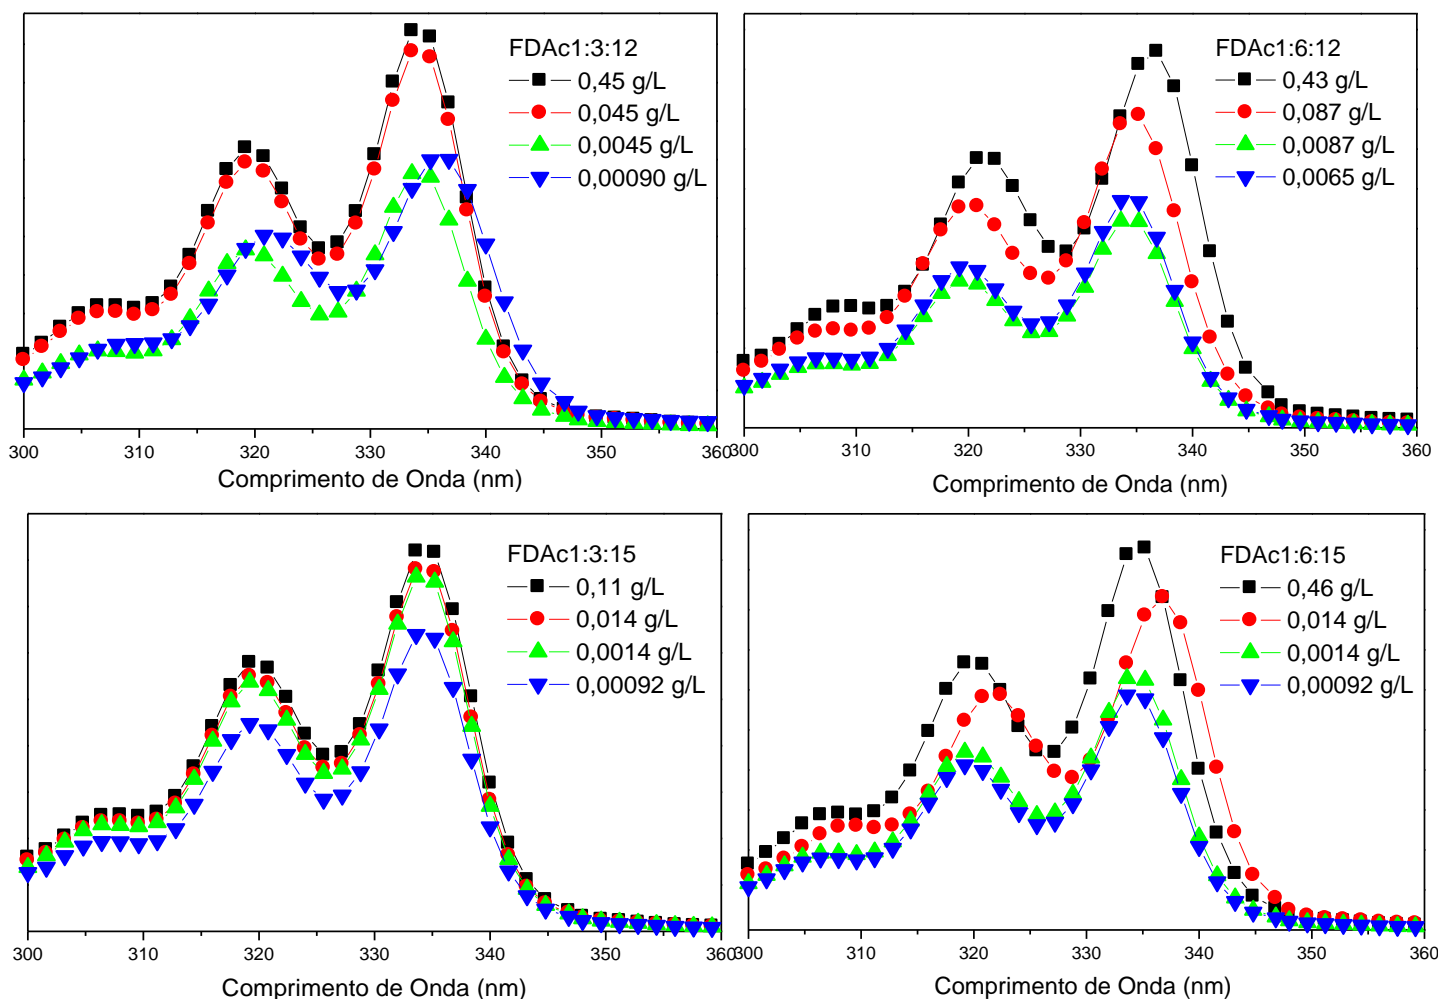 FDAc1:3:12
0,45 g/L
0,045 g/L
0,0045 g/L
0,00090 g/L
300 310 320 330 340 350 360
Comprimento de Onda (nm)
FDAc1:6:12
0,43 g/L
0,087 g/L
0,0087 g/L
0,0065 g/L
300 310 320 330 340 350 360
Comprimento de Onda (nm)
FDAc1:3:15
0,11 g/L
0,014 g/L
0,0014 g/L
0,00092 g/L
300 310 320 330 340 350 360
Comprimento de Onda (nm)
FDAc1:6:15
0,46 g/L
0,014 g/L
0,0014 g/L
0,00092 g/L
300 310 320 330 340 350 360
Comprimento de Onda (nm)